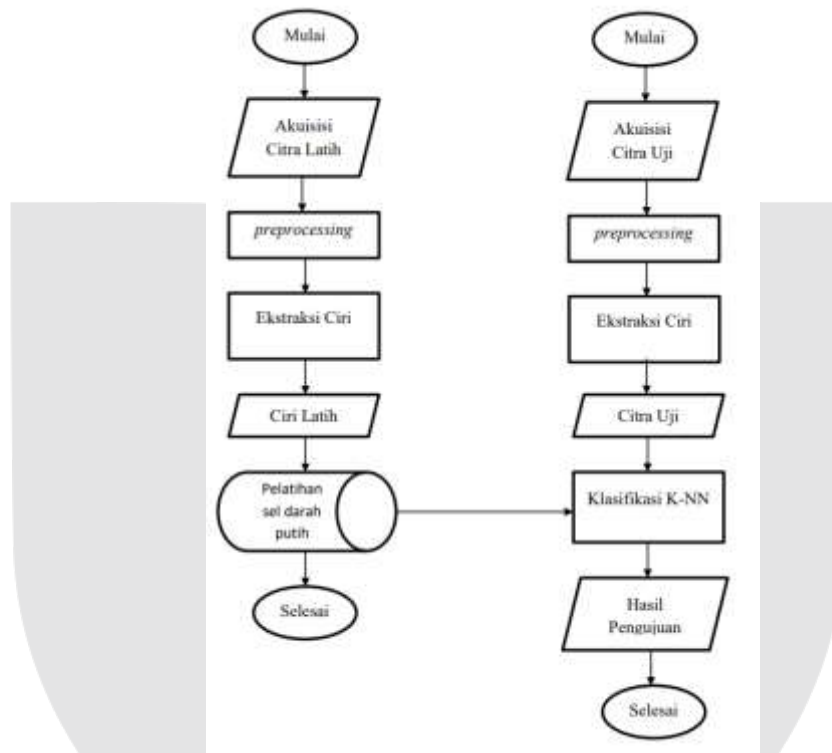 Mulai
Akuisisi
Citra Latih
preprocessing
Ekstraksi Ciri
Ciri Latih
Pelatihan
sel darah
putih
Selesai
Mulai
Akuisisi
Citra Uji
preprocessing
Ekstraksi Ciri
Citra Uji
Klasifikasi K-NN
Hasil
Pengujuan
Selesai